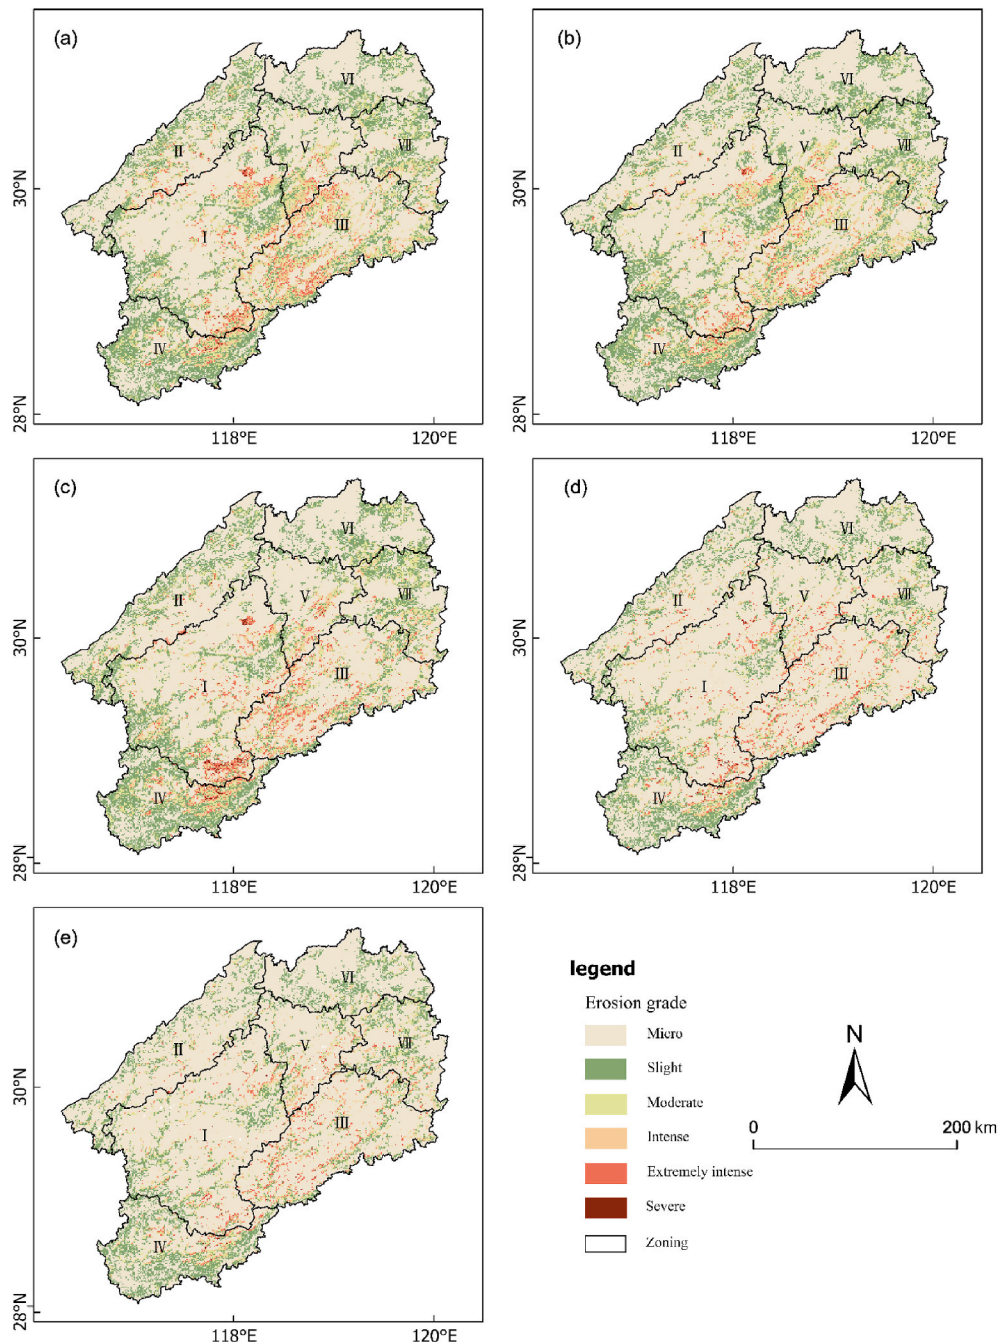 (a)
VI
II
V
VII
I
III
IV
30°N
28°N
118°E
120°E
(b)
VI
II
V
VII
I
III
IV
30°N
28°N
118°E
120°E
(c)
VI
II
V
VII
I
III
IV
30°N
28°N
118°E
120°E
(d)
VI
II
V
VII
I
III
IV
30°N
28°N
118°E
120°E
(e)
VI
II
V
VII
I
III
IV
30°N
28°N
118°E
120°E
legend
Erosion grade
Micro
Slight
Moderate
Intense
Extremely intense
Severe
Zoning
N
0 200 km